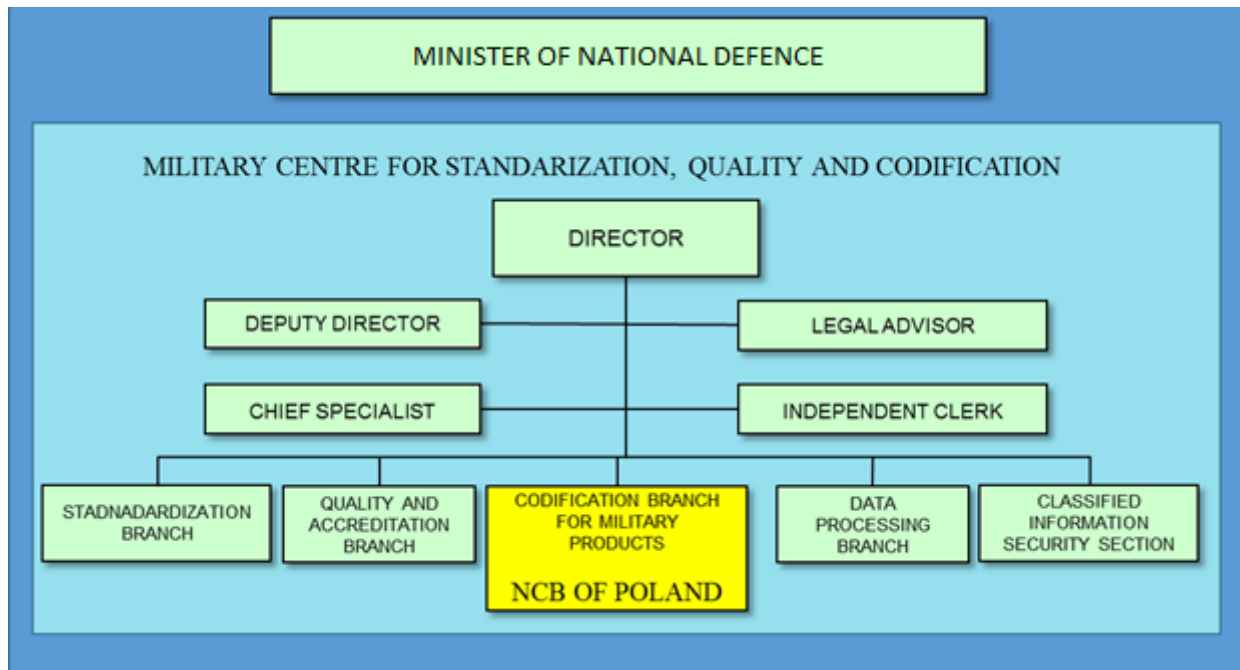 MINISTER OF NATIONAL DEFENCE
MILITARY CENTRE FOR STANDARIZATION, QUALITY AND CODIFICATION
DIRECTOR
DEPUTY DIRECTOR
LEGAL ADVISOR
CHIEF SPECIALIST
INDEPENDENT CLERK
STADNADARDIZATION
BRANCH
QUALITY AND
ACCREDITATION
BRANCH
CODIFICATION BRANCH
FOR MILITARY
PRODUCTS
NCB OF POLAND
DATA
PROCESSING
BRANCH
CLASSIFIED
INFORMATION
SECURITY SECTION